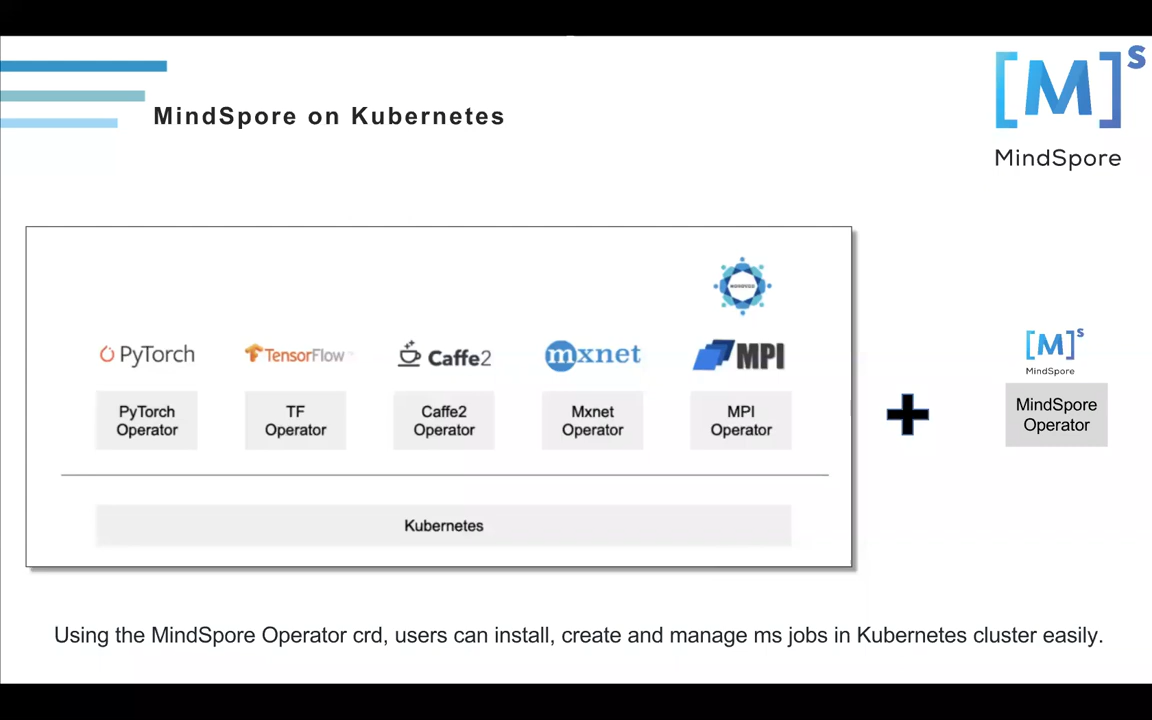 [M]s
MindSpore
MindSpore on Kubernetes
HOROVOD
PyTorch
TensorFlow
Caffe2
mxnet
MPI
PyTorch
Operator
TF
Operator
Caffe2
Operator
Mxnet
Operator
MPI
Operator
Kubernetes
[M]s
MindSpore
MindSpore
Operator
Using the MindSpore Operator crd, users can install, create and manage ms jobs in Kubernetes cluster easily.